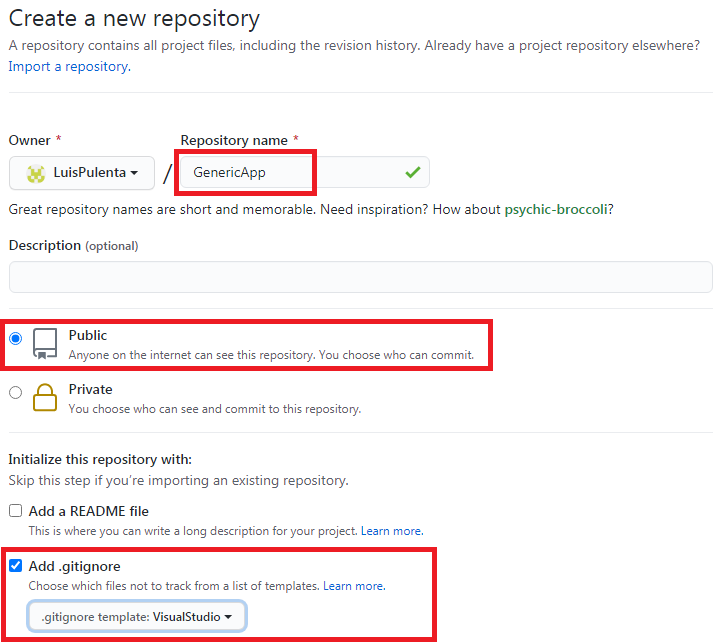 Create a new repository
A repository contains all project files, including the revision history. Already have a project repository elsewhere?
Import a repository.
Owner *
Repository name *
LuisPulenta
/
GenericApp
Great repository names are short and memorable. Need inspiration? How about psychic-broccoli?
Description (optional)
Public
Anyone on the internet can see this repository. You choose who can commit.
Private
You choose who can see and commit to this repository.
Initialize this repository with:
Skip this step if you're importing an existing repository.
Add a README file
This is where you can write a long description for your project. Learn more.
Add .gitignore
Choose which files not to track from a list of templates. Learn more.
.gitignore template: VisualStudio